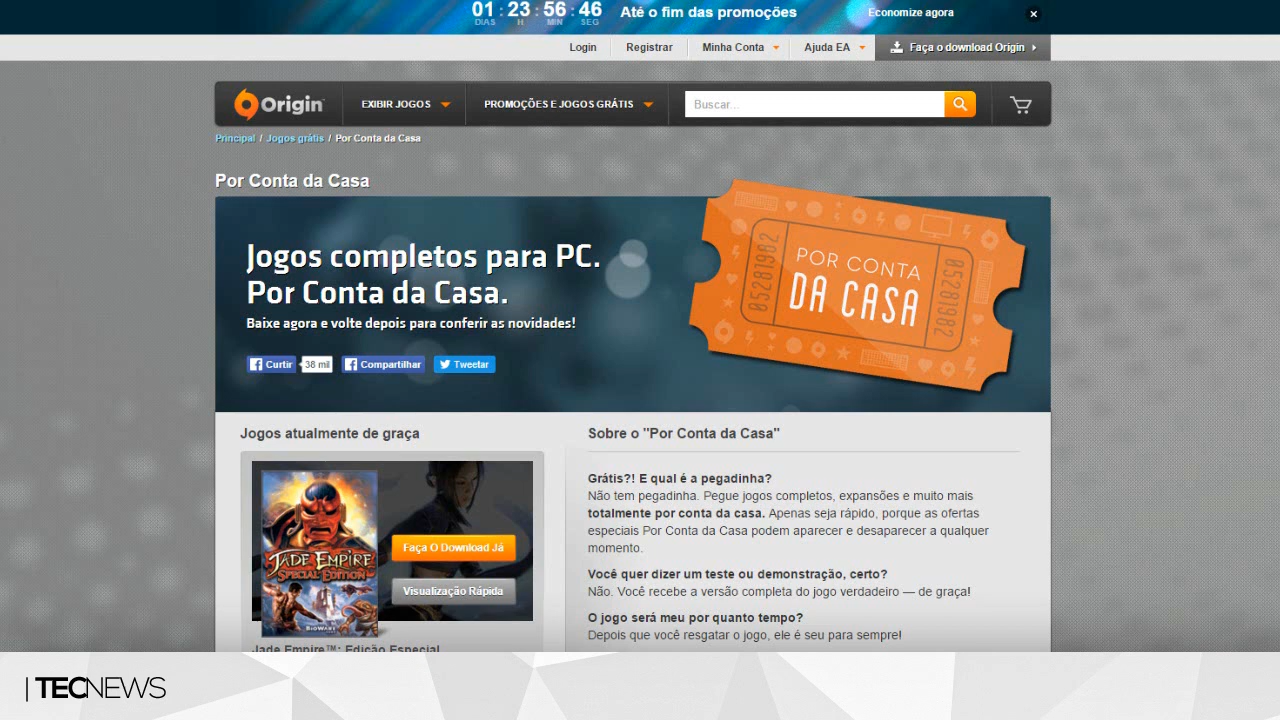 01 : 23 : 56 : 46
DIAS H MIN SEG
Até o fim das promoções
Economize agora
Login
Registrar
Minha Conta
Ajuda EA
Faça o download Origin
Origin
EXIBIR JOGOS
PROMOÇÕES E JOGOS GRÁTIS
Buscar...
Principal / Jogos grátis / Por Conta da Casa
Por Conta da Casa
Jogos completos para PC.
Por Conta da Casa.
Baixe agora e volte depois para conferir as novidades!
Curtir
38 mil
Compartilhar
Tweetar
05281982
POR CONTA
DA CASA
05281982
Jogos atualmente de graça
JADE EMPIRE
SPECIAL EDITION
BIOWARE
Faça O Download Já
Visualização Rápida
Jade Empire™: Edição Especial
Sobre o "Por Conta da Casa"
Grátis?! E qual é a pegadinha?
Não tem pegadinha. Pegue jogos completos, expansões e muito mais
totalmente por conta da casa. Apenas seja rápido, porque as ofertas
especiais Por Conta da Casa podem aparecer e desaparecer a qualquer
momento.
Você quer dizer um teste ou demonstração, certo?
Não. Você recebe a versão completa do jogo verdadeiro — de graça!
O jogo será meu por quanto tempo?
Depois que você resgatar o jogo, ele é seu para sempre!
| TECNEWS